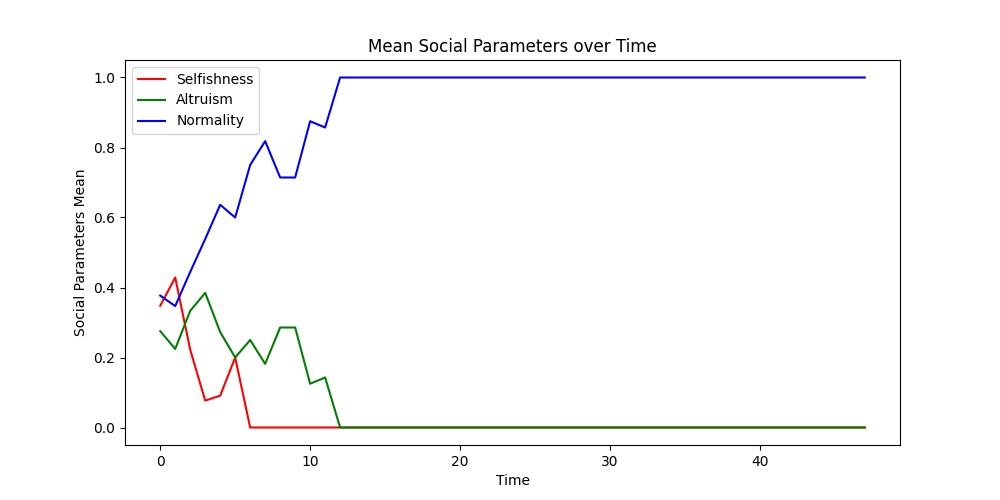 Mean Social Parameters over Time
Selfishness
Altruism
Normality
1.0
0.8
0.6
0.4
0.2
0.0
Social Parameters Mean
0 10 20 30 40
Time